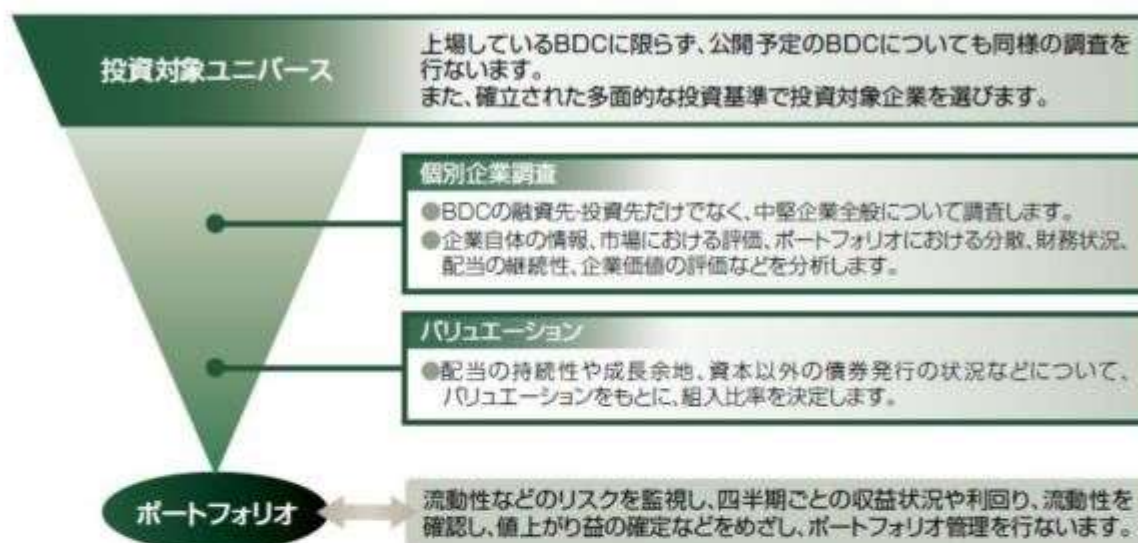 投資対象ユニバース
上場しているBDCに限らず、公開予定のBDCについても同様の調査を
行ないます。
また、確立された多面的な投資基準で投資対象企業を選びます。
個別企業調査
●BDCの融資先・投資先だけでなく、中堅企業全般について調査します。
●企業自体の情報、市場における評価、ポートフォリオにおける分散、財務状況、
配当の継続性、企業価値の評価などを分析します。
バリュエーション
●配当の持続性や成長余地、資本以外の債券発行の状況などについて、
バリュエーションをもとに、組入比率を決定します。
ポートフォリオ
流動性などのリスクを監視し、四半期ごとの収益状況や利回り、流動性を
確認し、値上がり益の確定などをめざし、ポートフォリオ管理を行ないます。